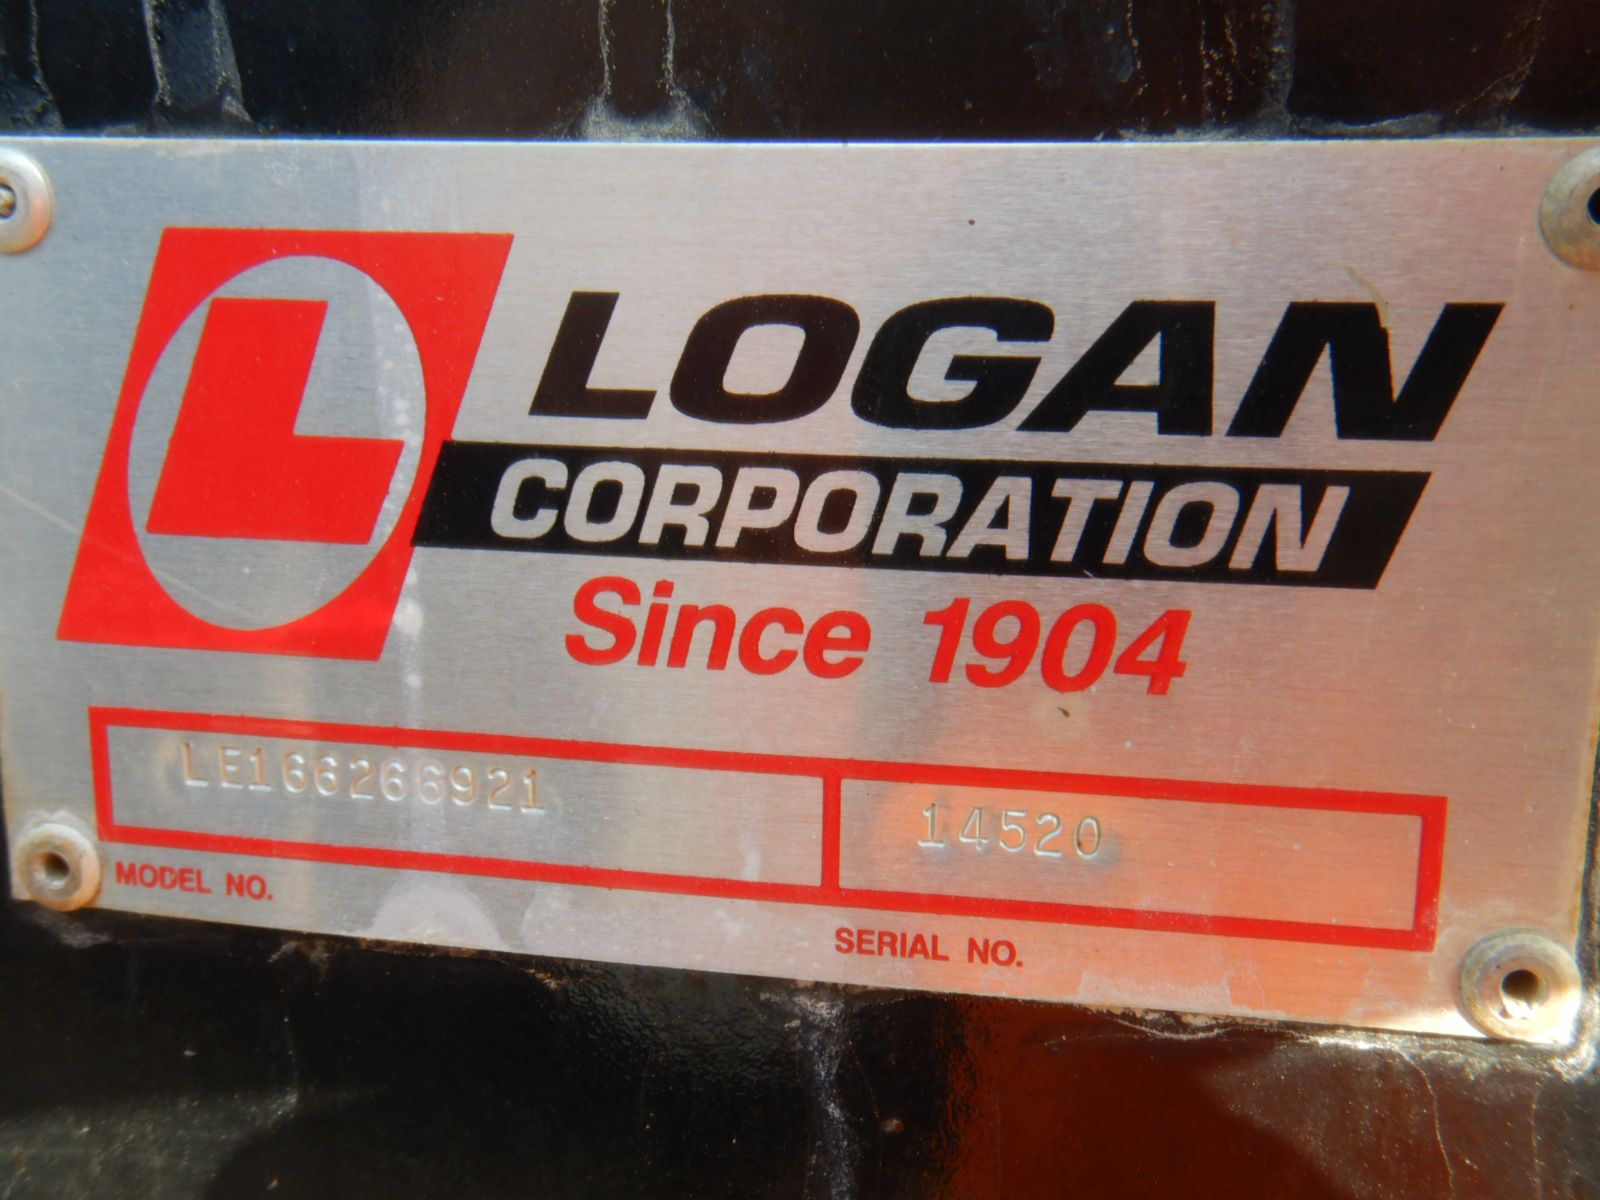 L
LOGAN
CORPORATION
Since 1904
LE166266921
14520
MODEL NO.
SERIAL NO.